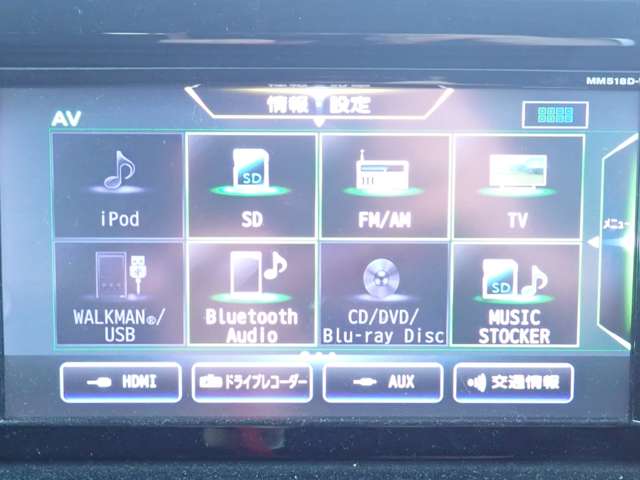 MM518D-
情報・設定
AV
iPod
SD
SD
FM/AM
TV
メニュー
WALKMAN®/
USB
Bluetooth
Audio
CD/DVD/
Blu-ray Disc
SD
MUSIC
STOCKER
HDMI
ドライブレコーダー
AUX
交通情報